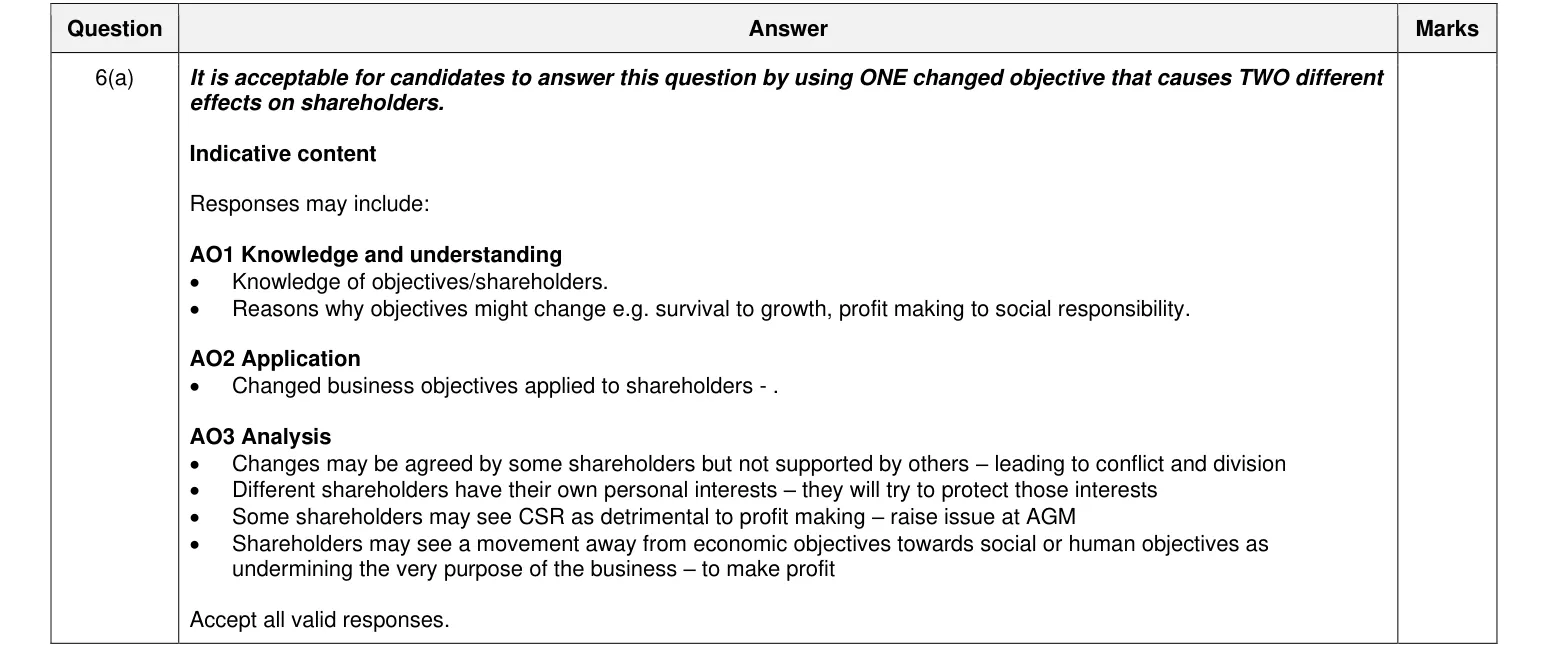 Question Answer Marks
6(a) It is acceptable for candidates to answer this question by using ONE changed objective that causes TWO different
effects on shareholders.
Indicative content
Responses may include:
AO1 Knowledge and understanding
• Knowledge of objectives/shareholders.
• Reasons why objectives might change e.g. survival to growth, profit making to social responsibility.
AO2 Application
• Changed business objectives applied to shareholders - .
AO3 Analysis
• Changes may be agreed by some shareholders but not supported by others – leading to conflict and division
• Different shareholders have their own personal interests – they will try to protect those interests
• Some shareholders may see CSR as detrimental to profit making – raise issue at AGM
• Shareholders may see a movement away from economic objectives towards social or human objectives as
undermining the very purpose of the business – to make profit
Accept all valid responses.